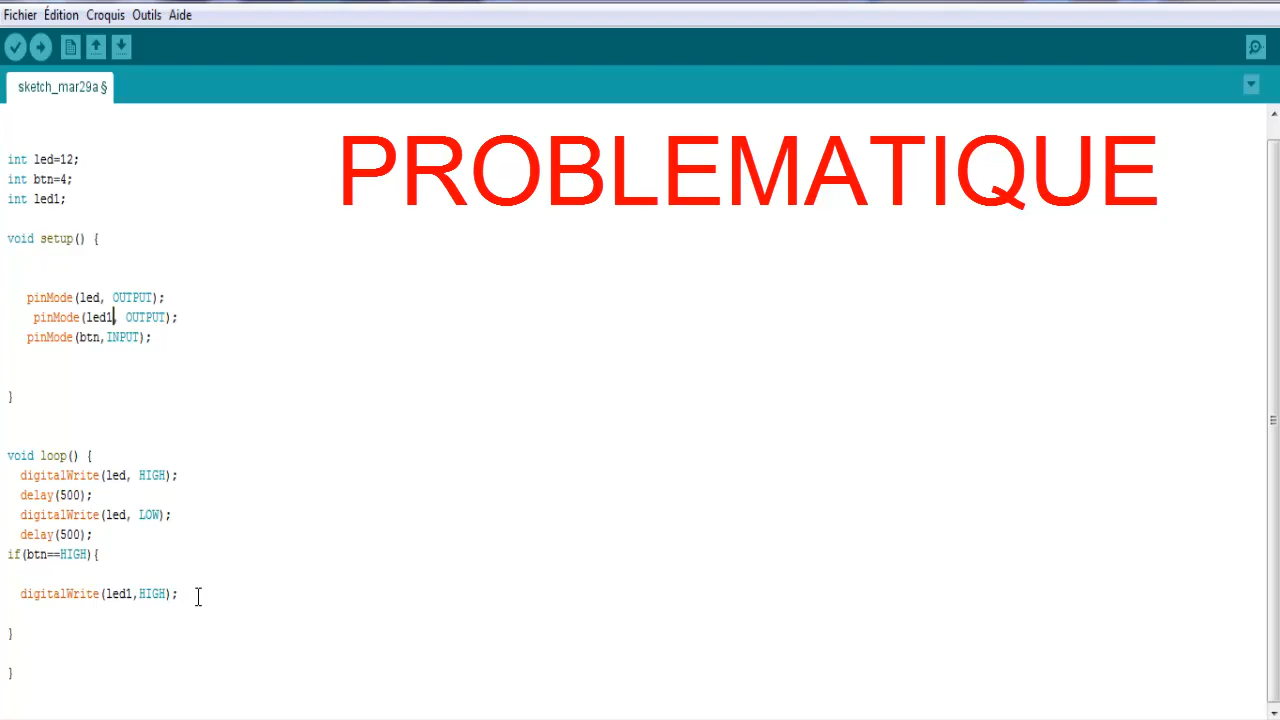 Fichier Édition Croquis Outils Aide
sketch_mar29a §
PROBLEMATIQUE
int led=12;
int btn=4;
int led1;
void setup() {
pinMode(led, OUTPUT);
pinMode(led1, OUTPUT);
pinMode(btn,INPUT);
}
void loop() {
digitalWrite(led, HIGH);
delay(500);
digitalWrite(led, LOW);
delay(500);
if(btn==HIGH){
digitalWrite(led1,HIGH);
}
}